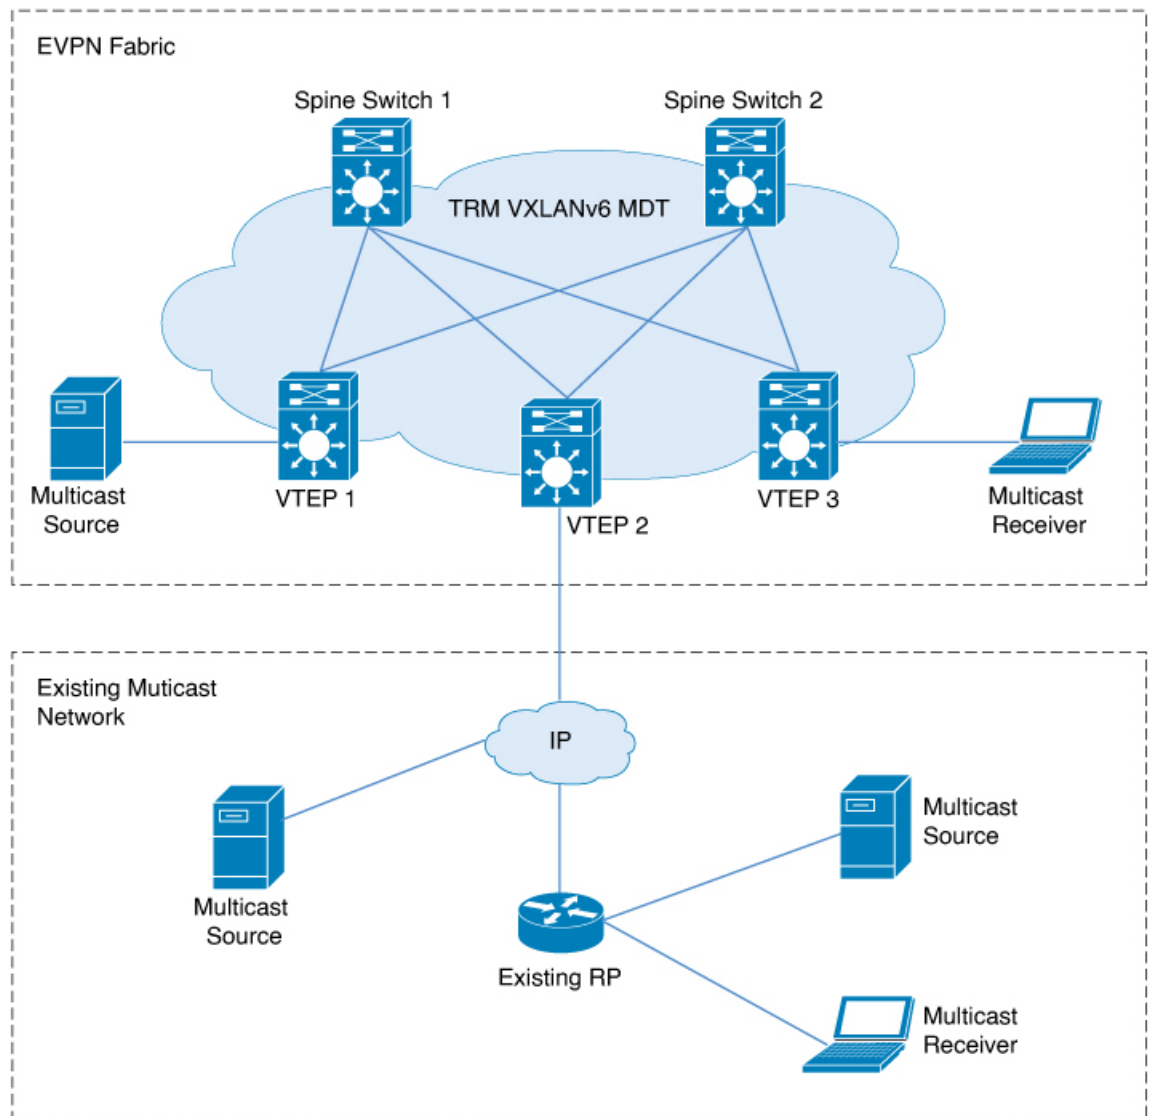 EVPN Fabric
Spine Switch 1
Spine Switch 2
TRM VXLANv6 MDT
Multicast
Source
VTEP 1
VTEP 2
VTEP 3
Multicast
Receiver
Existing Muticast
Network
IP
Multicast
Source
Multicast
Source
Existing RP
Multicast
Receiver